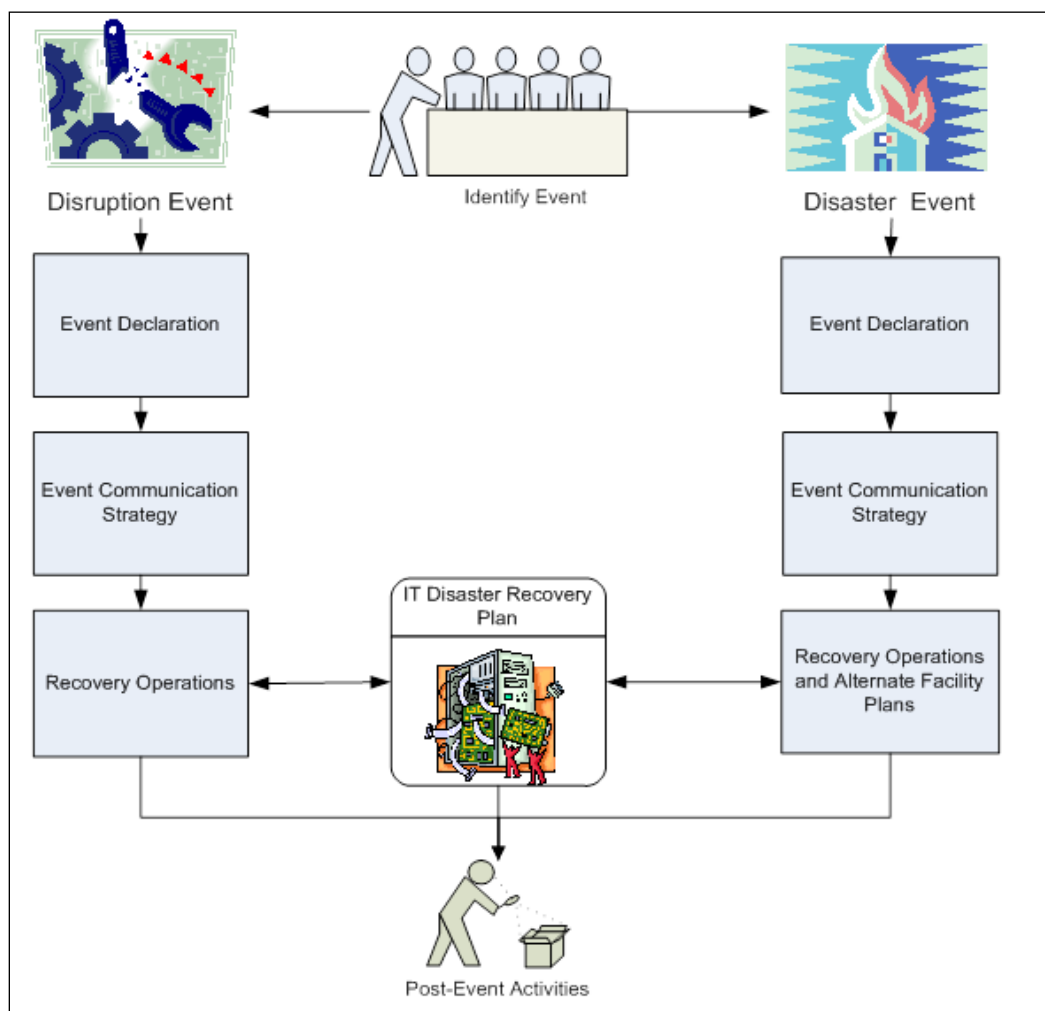 Identify Event
Disruption Event
Disaster Event
Event Declaration
Event Declaration
Event Communication
Strategy
Event Communication
Strategy
IT Disaster Recovery
Plan
Recovery Operations
Recovery Operations
and Alternate Facility
Plans
Post-Event Activities